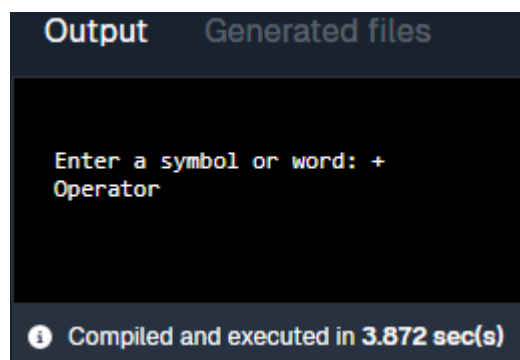 Output Generated files
Enter a symbol or word: +
Operator
Compiled and executed in 3.872 sec(s)